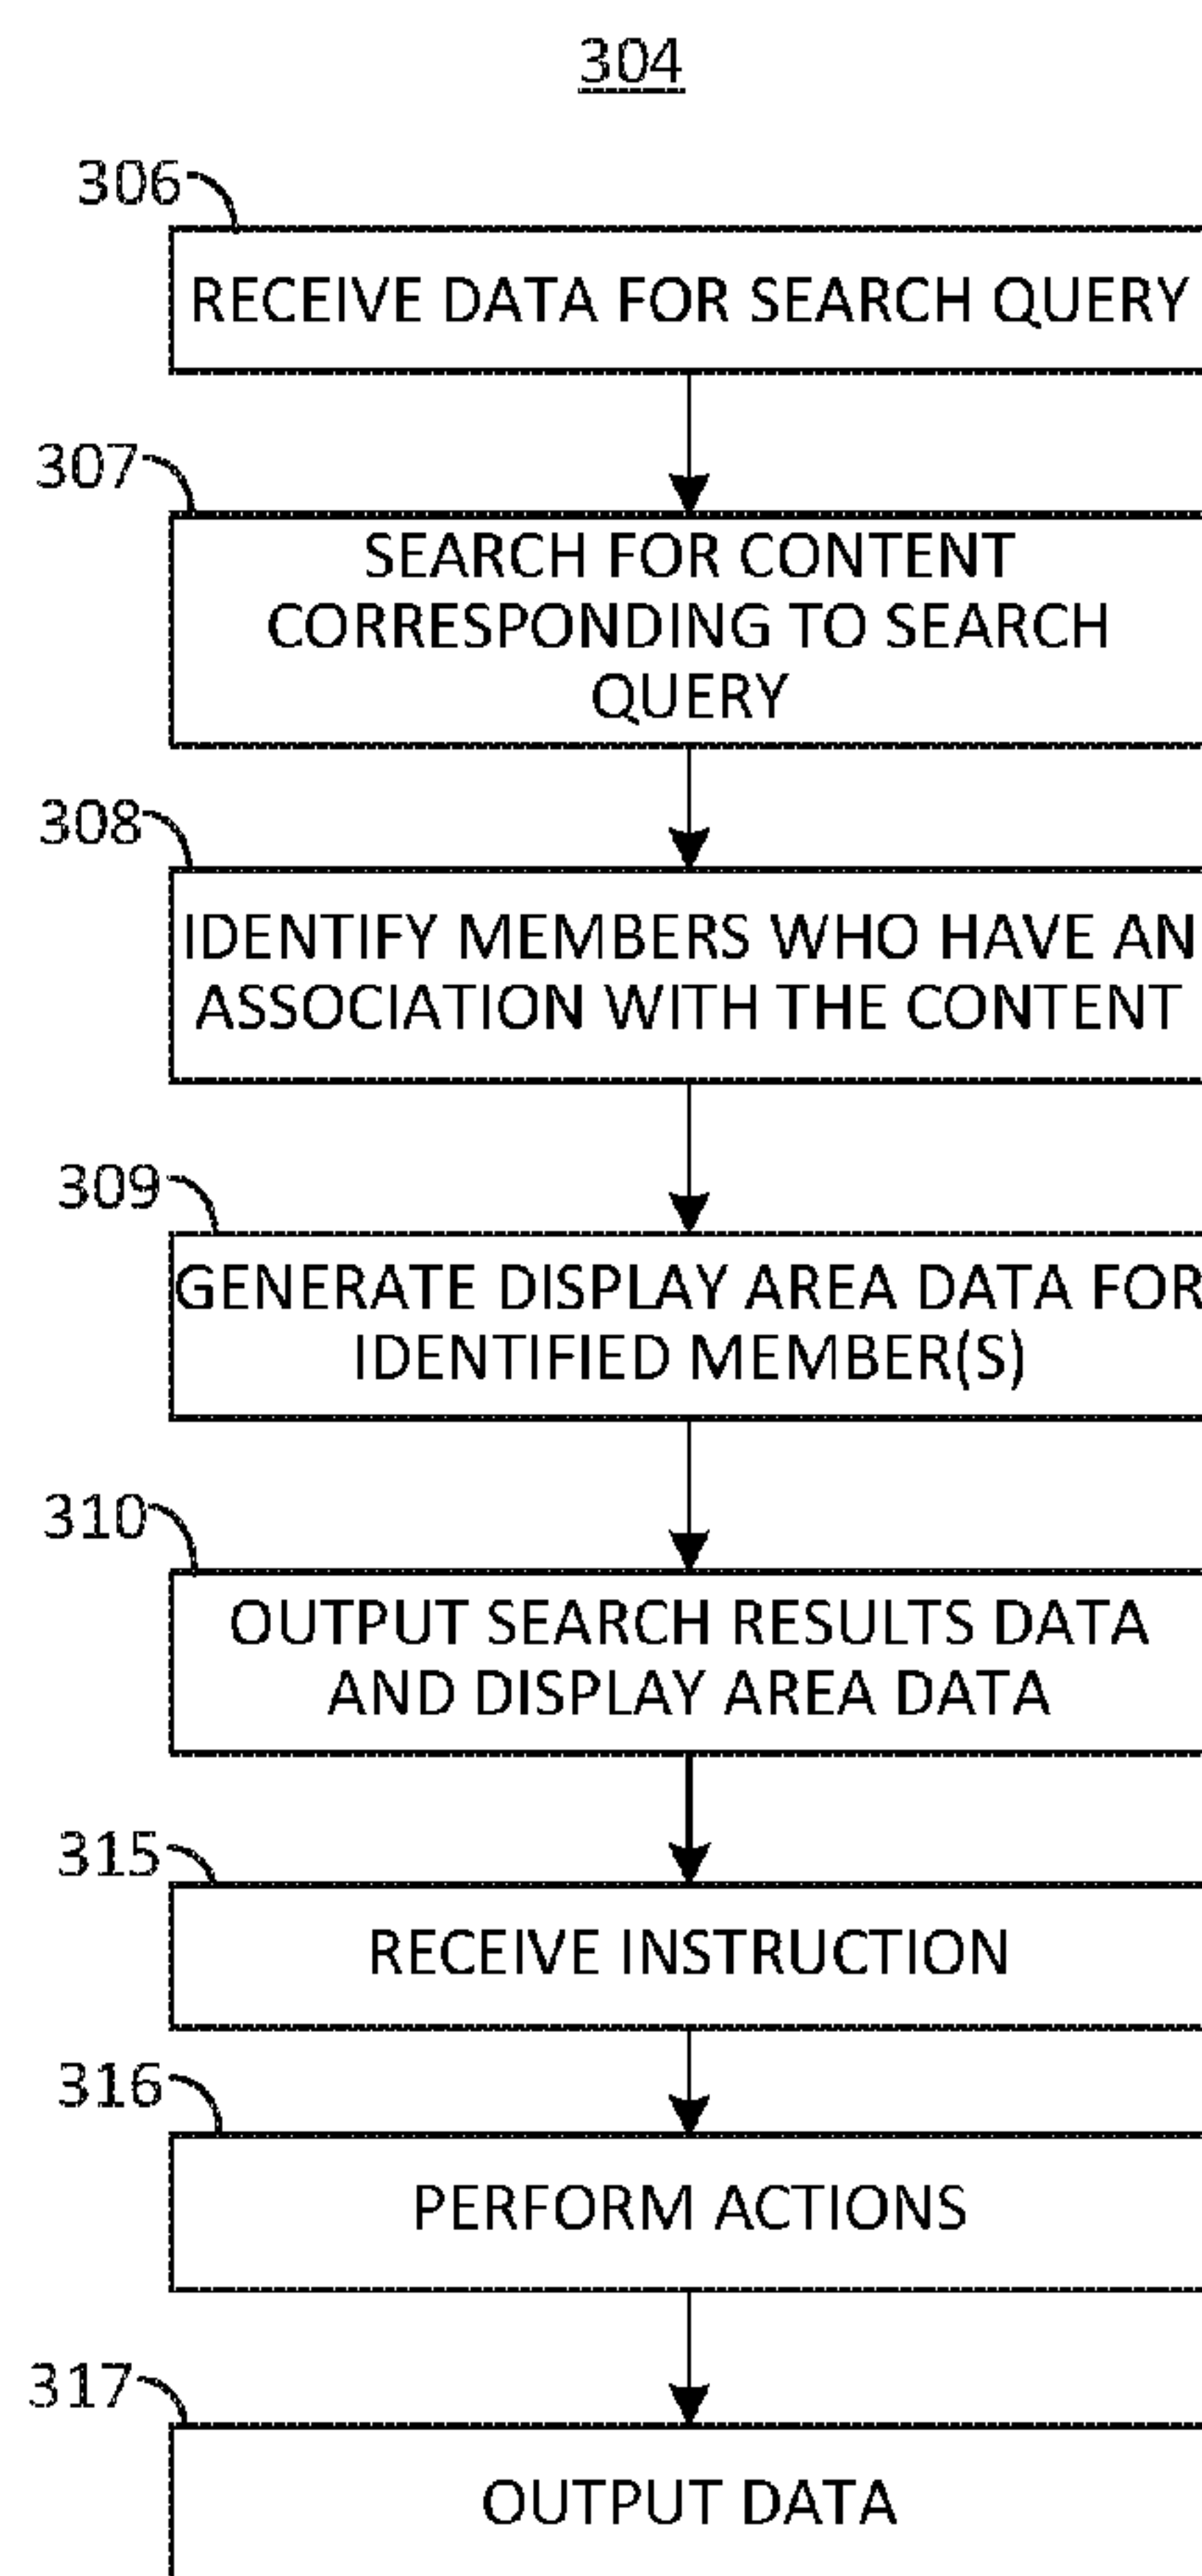 304
306
RECEIVE DATA FOR SEARCH QUERY
307
SEARCH FOR CONTENT
CORRESPONDING TO SEARCH
QUERY
308
IDENTIFY MEMBERS WHO HAVE AN
ASSOCIATION WITH THE CONTENT
309
GENERATE DISPLAY AREA DATA FOR
IDENTIFIED MEMBER(S)
310
OUTPUT SEARCH RESULTS DATA
AND DISPLAY AREA DATA
315
RECEIVE INSTRUCTION
316
PERFORM ACTIONS
317
OUTPUT DATA